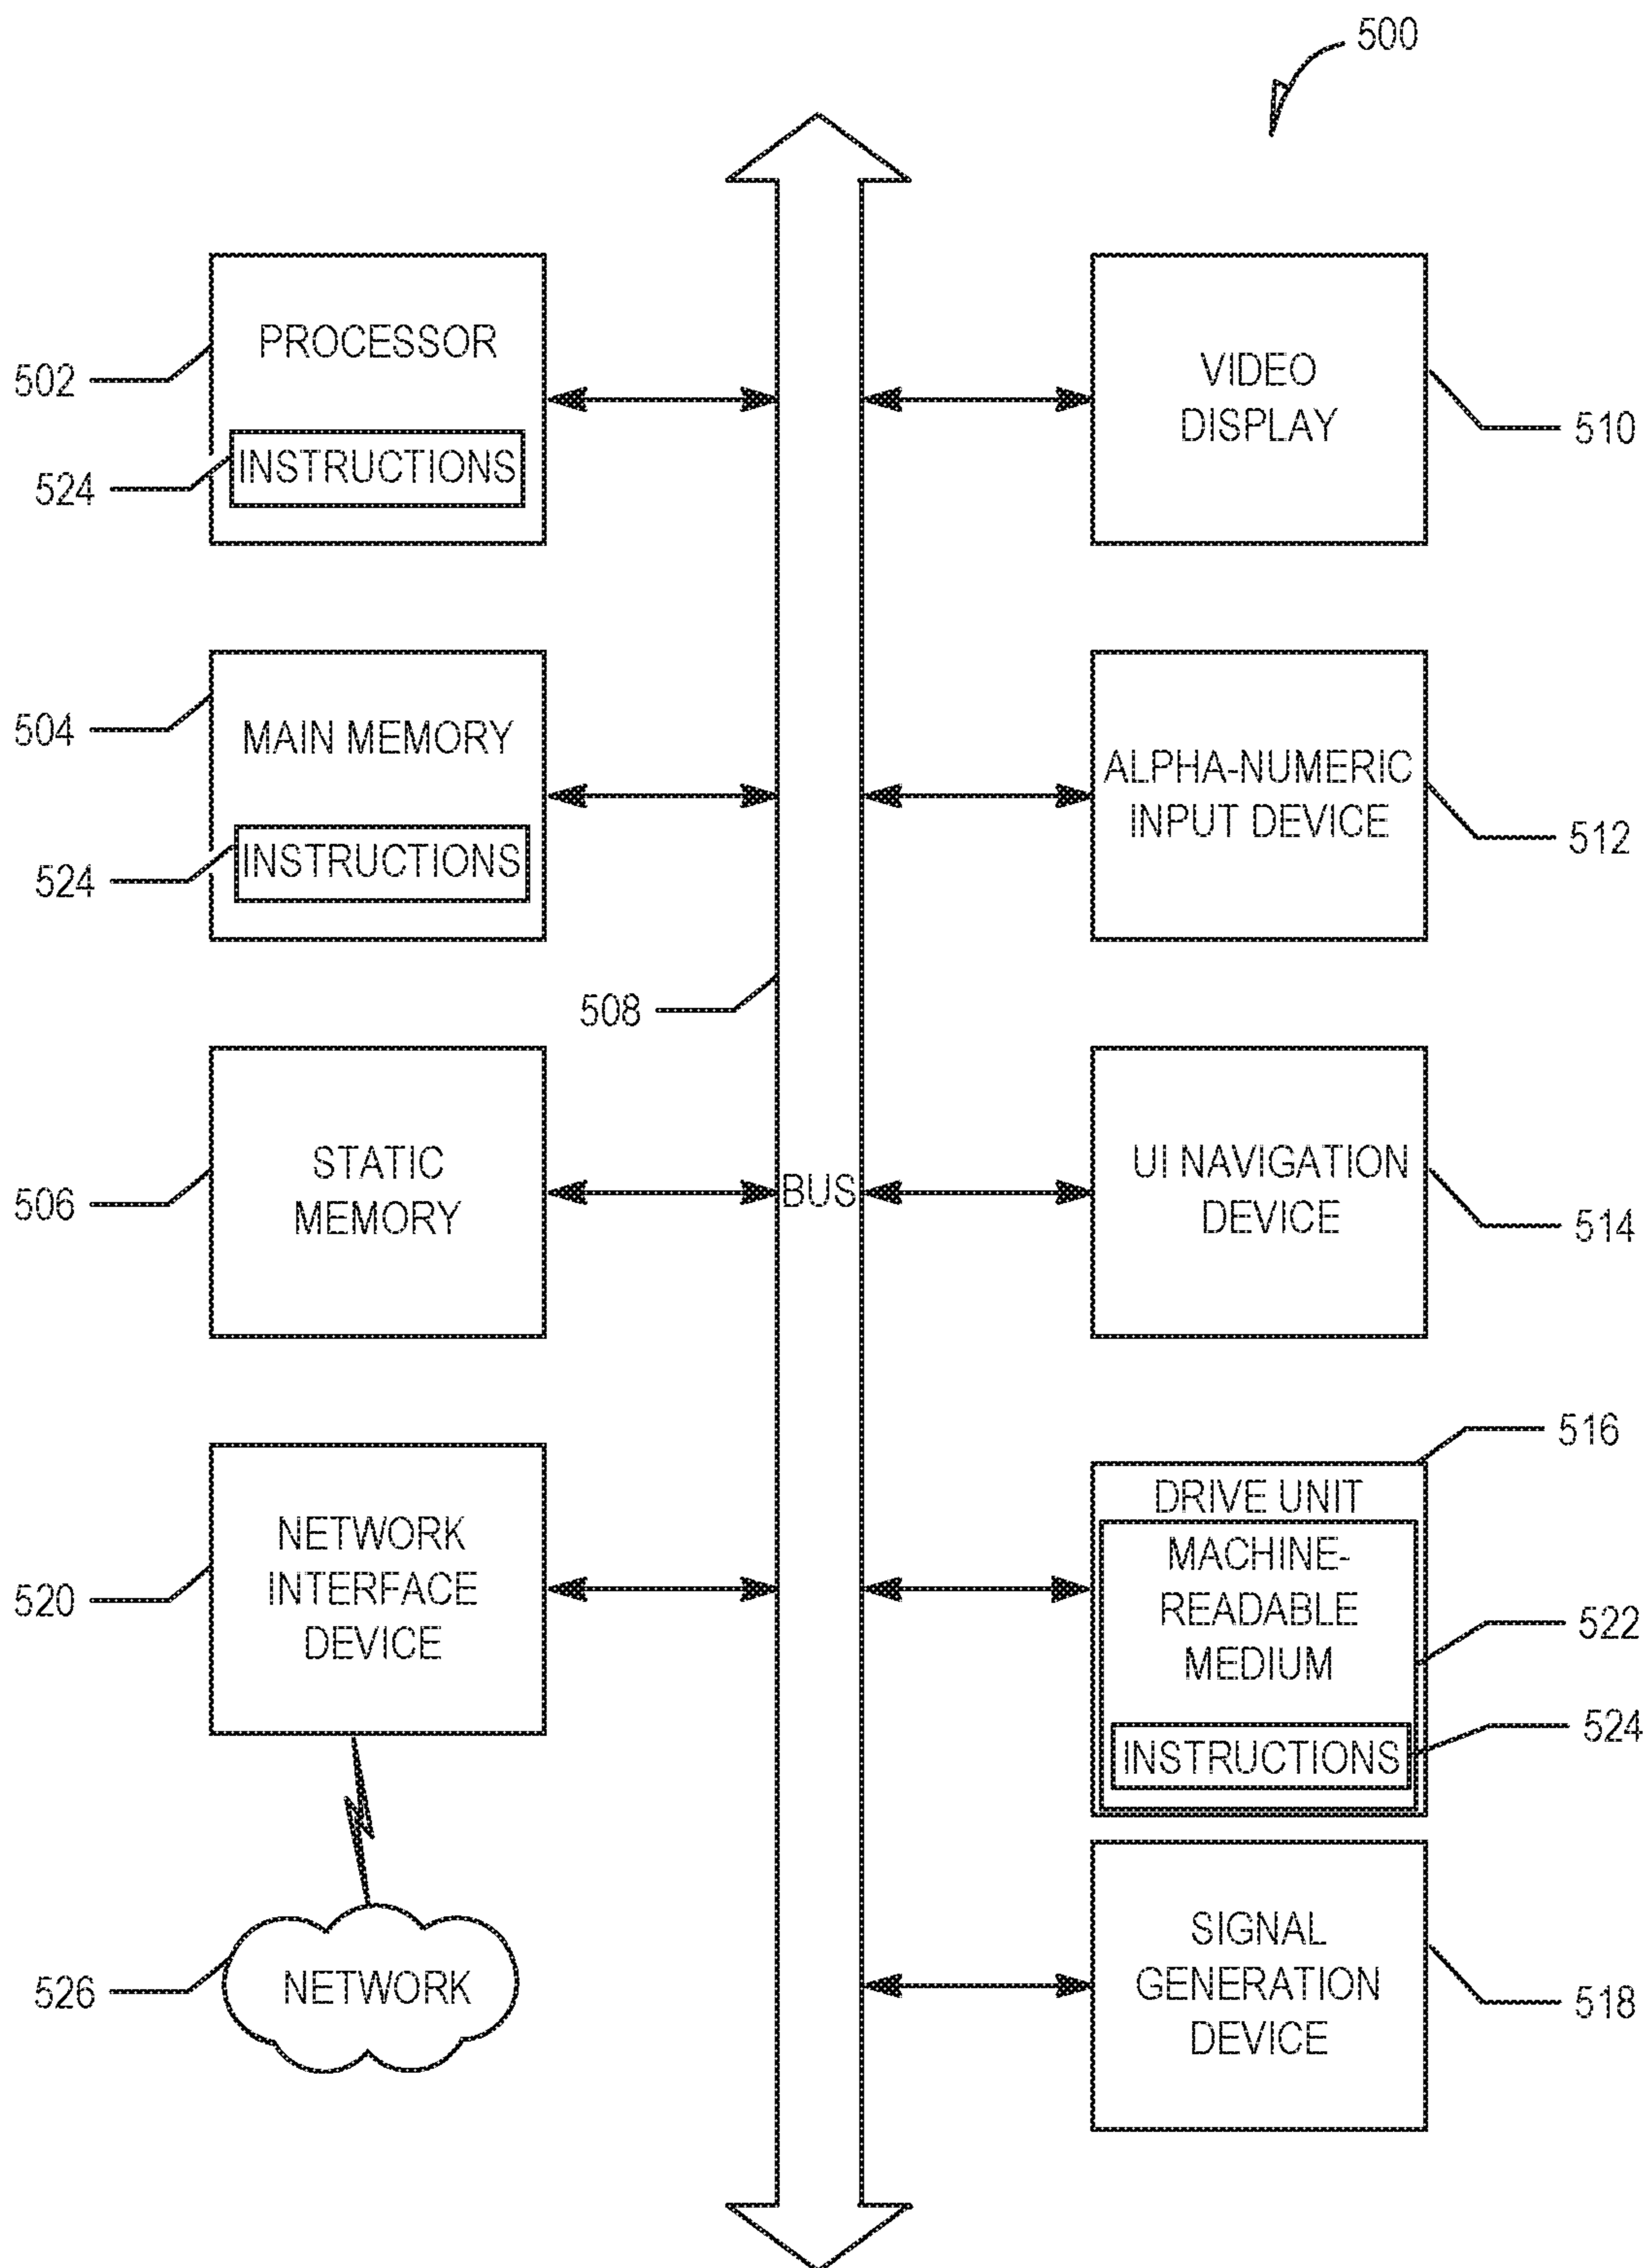 500
PROCESSOR
502
INSTRUCTIONS
524
VIDEO
DISPLAY
510
MAIN MEMORY
504
INSTRUCTIONS
524
ALPHA-NUMERIC
INPUT DEVICE
512
508
BUS
STATIC
MEMORY
506
UI NAVIGATION
DEVICE
514
NETWORK
INTERFACE
DEVICE
520
516
DRIVE UNIT
MACHINE-
READABLE
MEDIUM
522
INSTRUCTIONS
524
NETWORK
526
SIGNAL
GENERATION
DEVICE
518